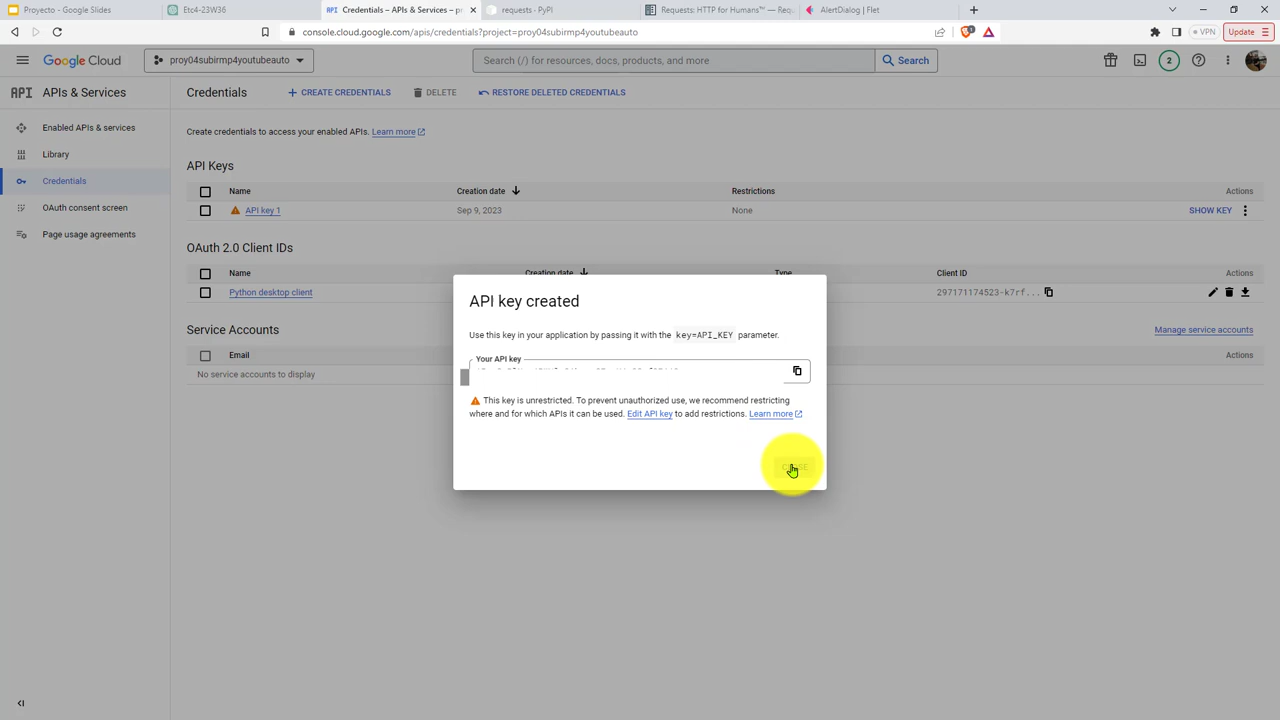 Proyecto - Google Slides
Etc4-23W36
API Credentials – APIs & Services – pr
requests · PyPI
Requests: HTTP for Humans™ — Requ
AlertDialog | Flet
console.cloud.google.com/apis/credentials?project=proy04subirmp4youtubeauto
VPN
Update
Google Cloud
proy04subirmp4youtubeauto
Search (/) for resources, docs, products, and more
Search
2
API APIs & Services
Credentials
CREATE CREDENTIALS
DELETE
RESTORE DELETED CREDENTIALS
Enabled APIs & services
Library
Credentials
OAuth consent screen
Page usage agreements
Create credentials to access your enabled APIs. Learn more
API Keys
Name Creation date Restrictions Actions
API key 1 Sep 9, 2023 None SHOW KEY
OAuth 2.0 Client IDs
Name Creation date Type Client ID Actions
Python desktop client 297171174523-k7rf...
Service Accounts Manage service accounts
Email Actions
No service accounts to display
API key created
Use this key in your application by passing it with the key=API_KEY parameter.
Your API key
This key is unrestricted. To prevent unauthorized use, we recommend restricting
where and for which APIs it can be used. Edit API key to add restrictions. Learn more
CLOSE